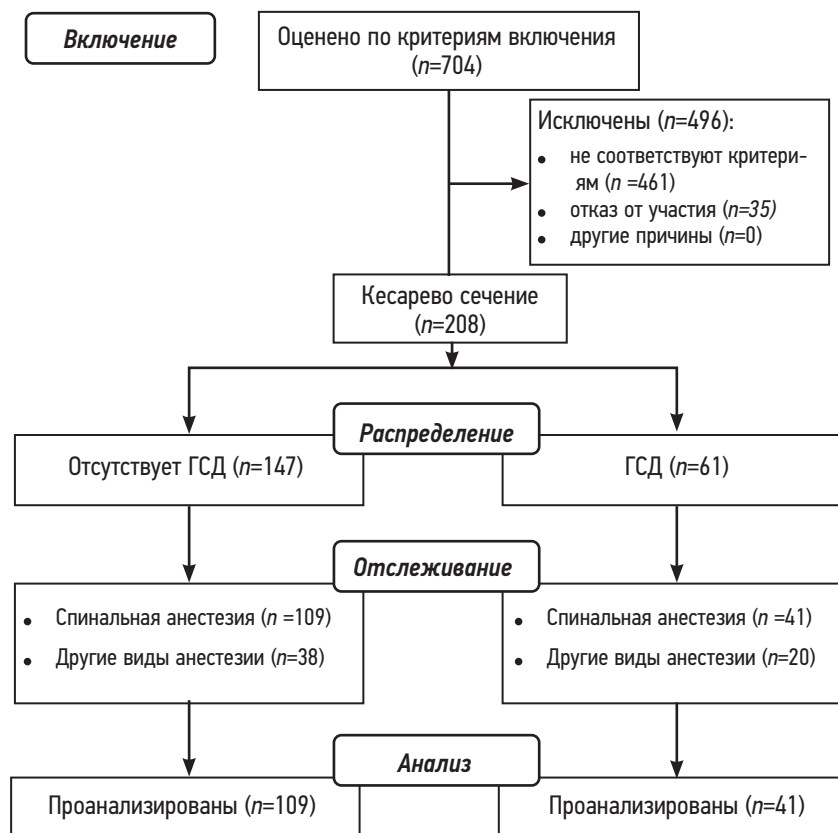 Включение
Оценено по критериям включения
(n=704)
Исключены (n=496):
• не соответствуют критери-
ям (n =461)
• отказ от участия (n=35)
• другие причины (n=0)
Кесарево сечение
(n=208)
Распределение
Отсутствует ГСД (n=147)
ГСД (n=61)
Отслеживание
• Спинальная анестезия (n =109)
• Другие виды анестезии (n=38)
• Спинальная анестезия (n =41)
• Другие виды анестезии (n=20)
Анализ
Проанализированы (n=109)
Проанализированы (n=41)